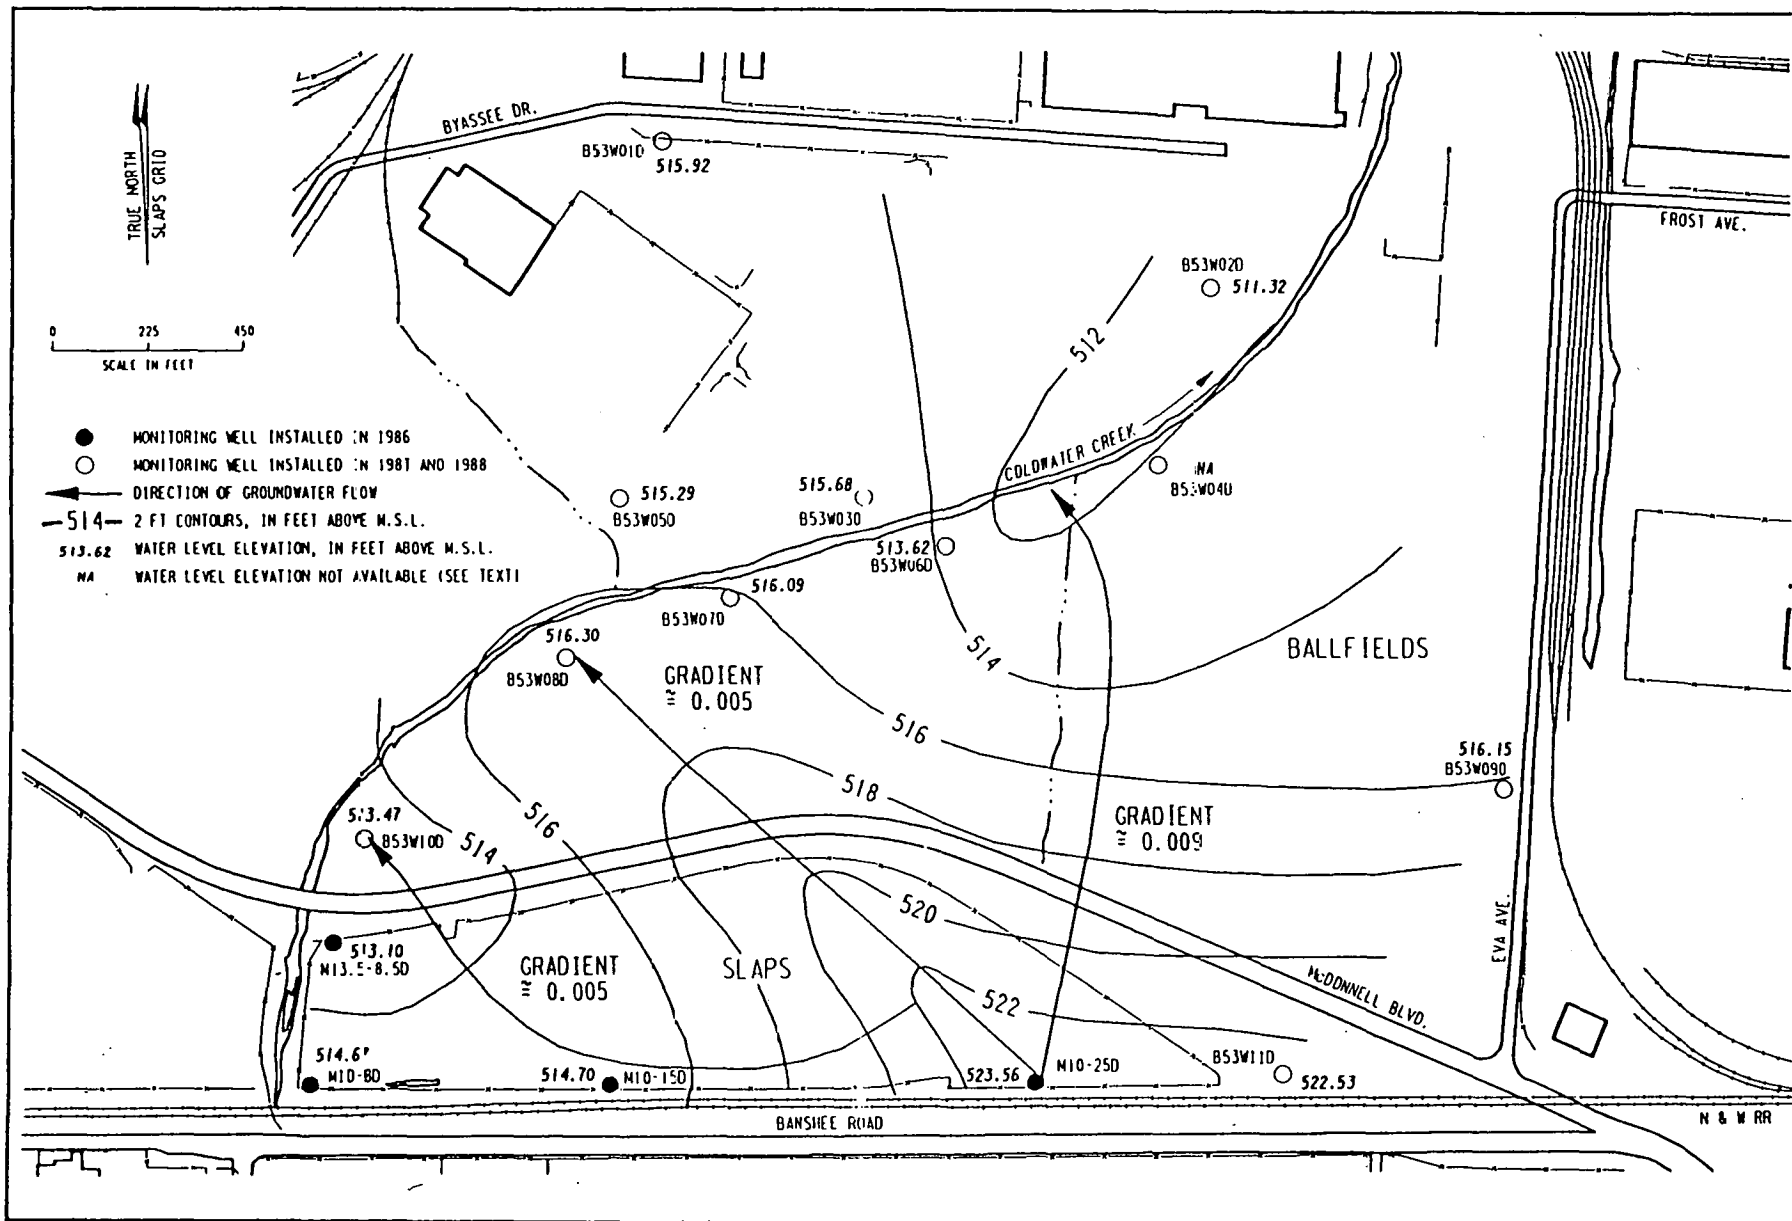 BYASSEE DR.
B53W01D
515.92
TRUE NORTH
SLAPS GRID
FROST AVE.
B53W02D
511.32
0 225 450
SCALE IN FEET
512
MONITORING WELL INSTALLED IN 1986
MONITORING WELL INSTALLED IN 1987 AND 1988
DIRECTION OF GROUNDWATER FLOW
514 2 FT CONTOURS, IN FEET ABOVE M.S.L.
513.62 WATER LEVEL ELEVATION, IN FEET ABOVE M.S.L.
NA WATER LEVEL ELEVATION NOT AVAILABLE (SEE TEXT)
COLDWATER CREEK
NA
B53W04D
515.29
B53W05D
515.68
B53W03D
513.62
B53W06D
516.09
B53W07D
516.30
B53W08D
GRADIENT
≅ 0.005
514
BALLFIELDS
516
516.15
B53W09D
518
GRADIENT
≅ 0.009
516
513.47
B53W10D
514
520
EVA AVE.
513.10
M13.5-8.5D
GRADIENT
≅ 0.005
SLAPS
522
McDONNELL BLVD.
M10-8D
514.70
M10-15D
523.56
M10-25D
B53W11D
522.53
BANSHEE ROAD
N & W RR